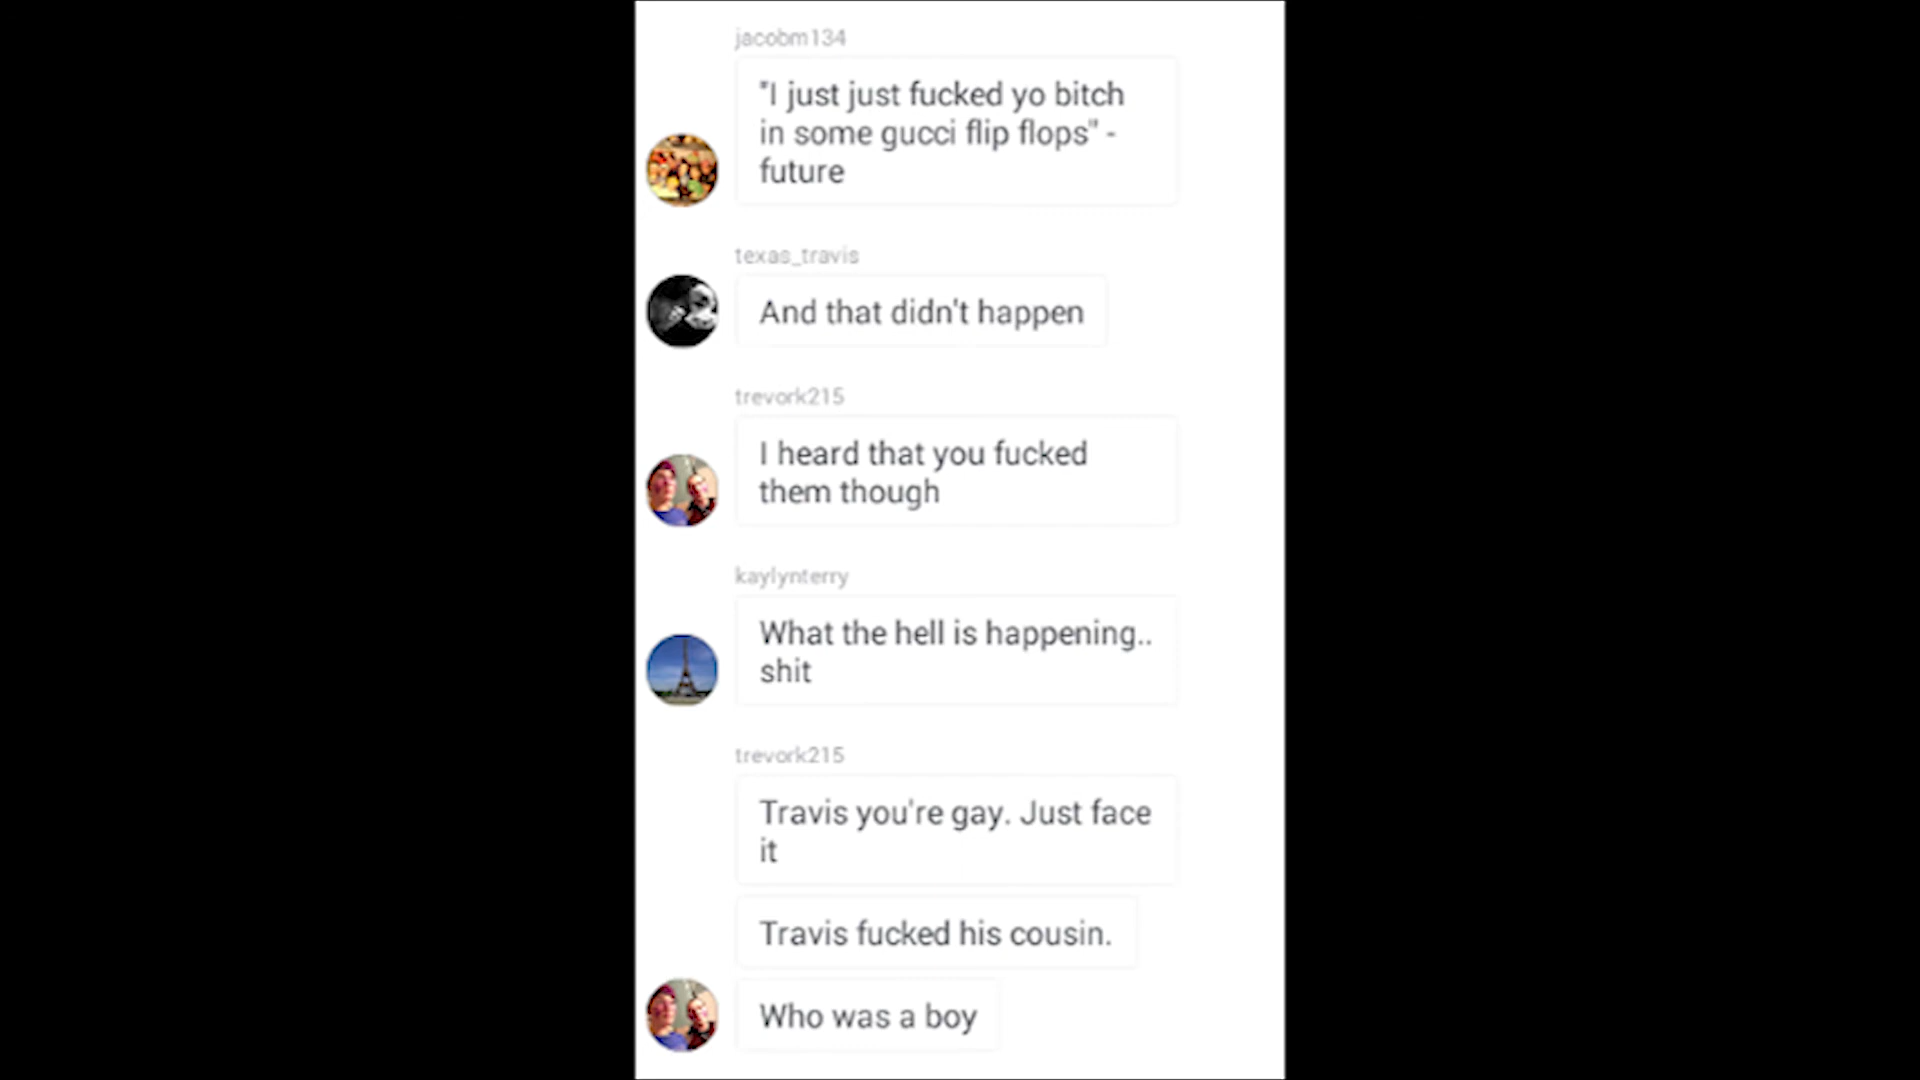 jacobm134
"I just just fucked yo bitch
in some gucci flip flops" -
future
texas_travis
And that didn't happen
trevork215
I heard that you fucked
them though
kaylynterry
What the hell is happening..
shit
trevork215
Travis you're gay. Just face
it
Travis fucked his cousin.
Who was a boy